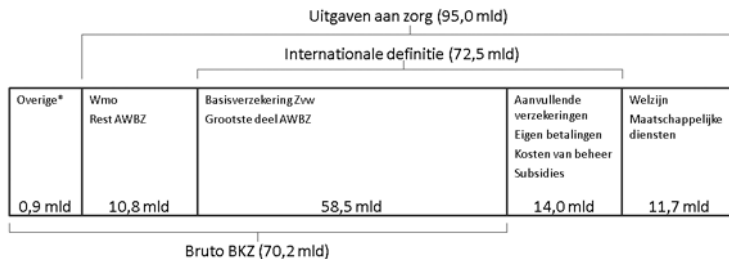 Uitgaven aan zorg (95,0 mld)
Internationale definitie (72,5 mld)
Overige*
Wmo
Rest AWBZ
Basisverzekering Zvw
Grootste deel AWBZ
Aanvullende
verzekeringen
Eigen betalingen
Kosten van beheer
Subsidies
Welzijn
Maatschappelijke
diensten
0,9 mld
10,8 mld
58,5 mld
14,0 mld
11,7 mld
Bruto BKZ (70,2 mld)